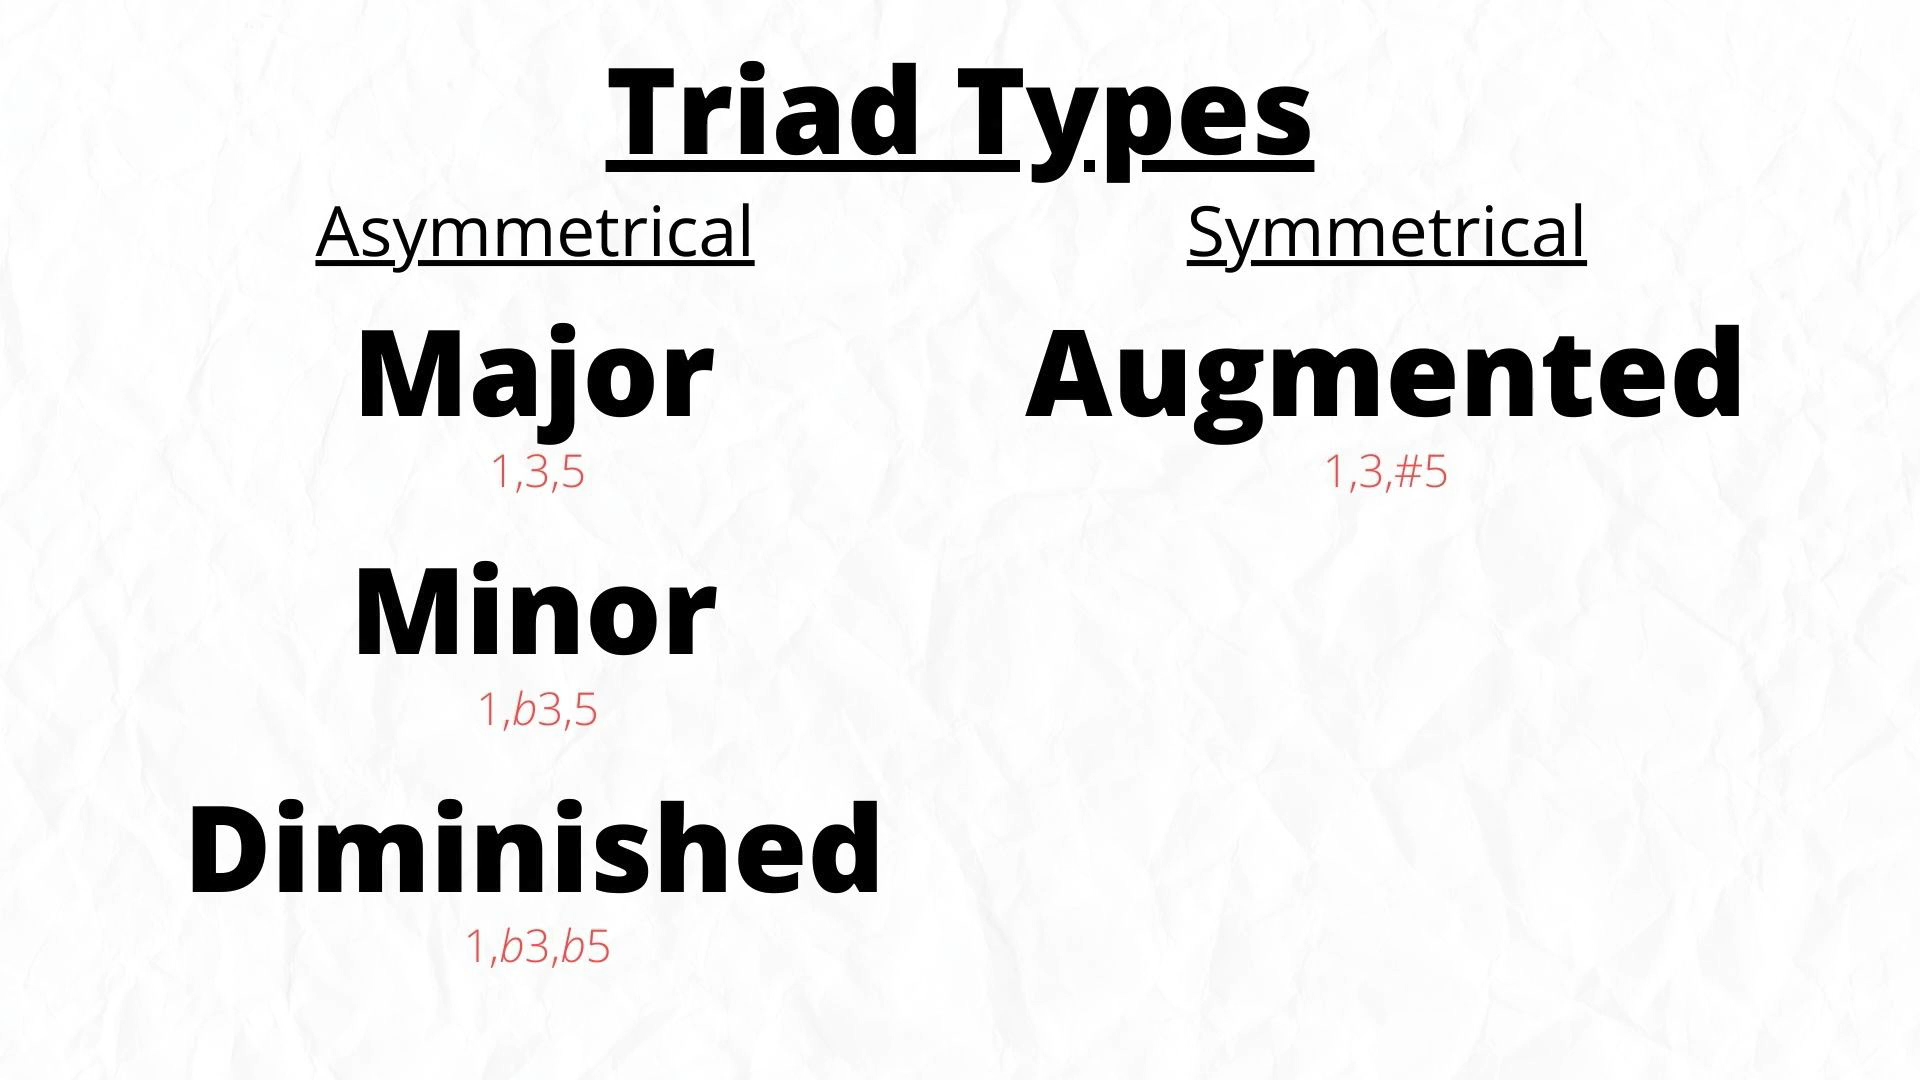 Triad Types
Asymmetrical
Major
1,3,5
Minor
1,b3,5
Diminished
1,b3,b5
Symmetrical
Augmented
1,3,#5